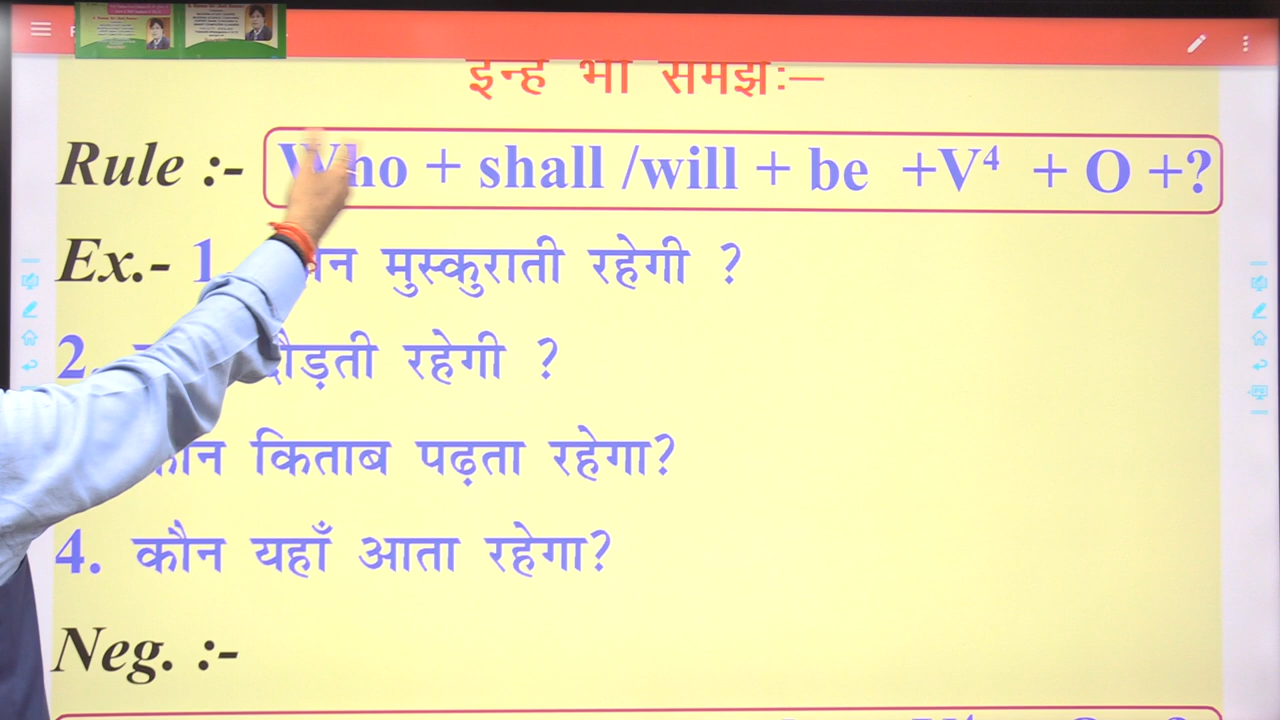 इन्हें भी समझें:—
Rule :- Who + shall /will + be +V⁴ + O +?
Ex.- 1. मुस्कुराती रहेगी ?
2. दौड़ती रहेगी ?
कौन किताब पढ़ता रहेगा?
4. कौन यहाँ आता रहेगा?
Neg. :-